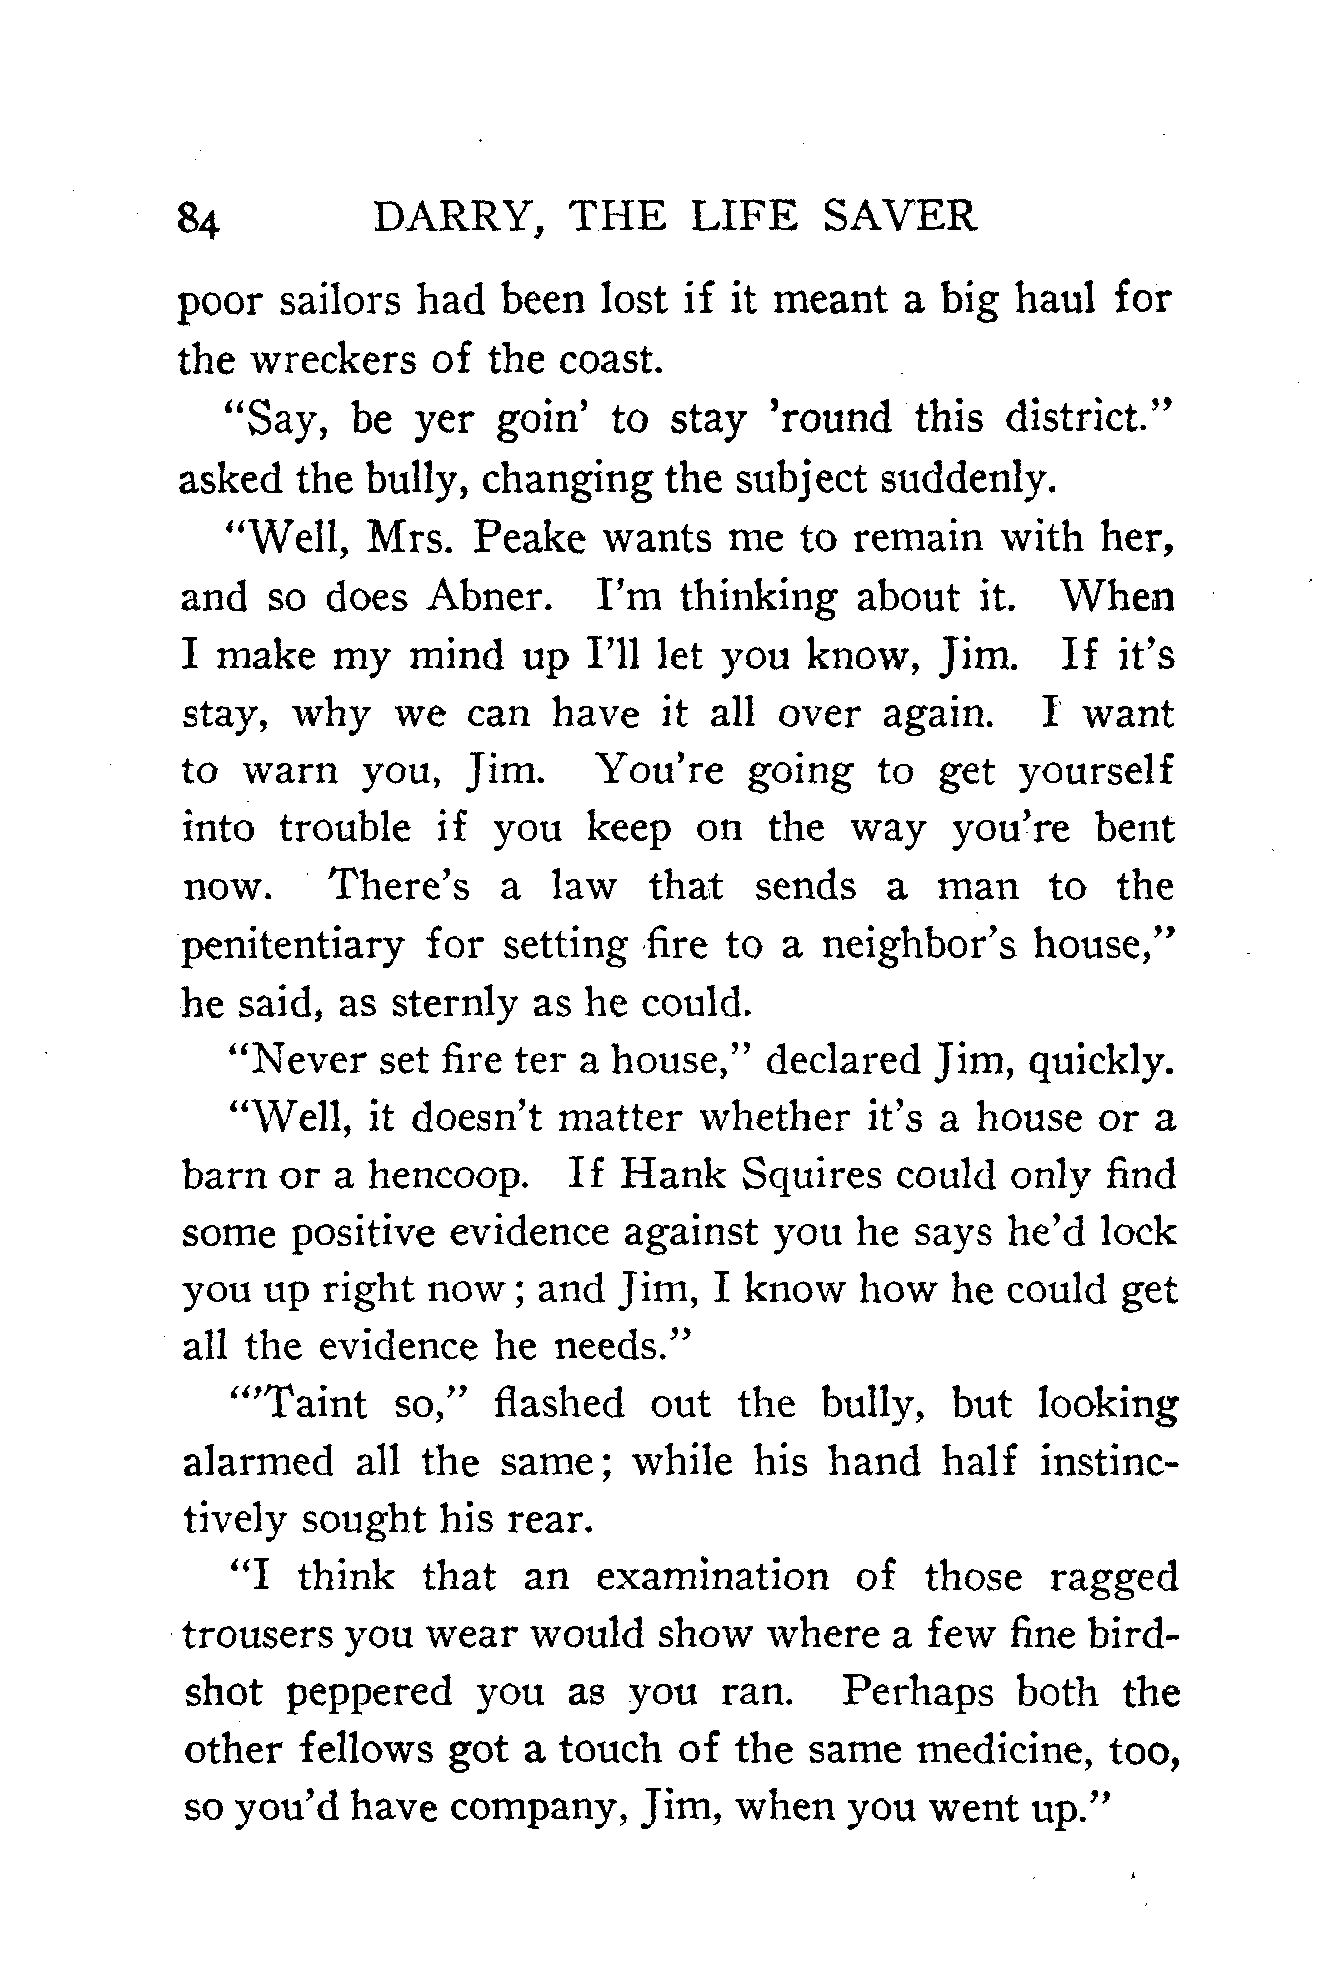 84 DARRY, THE LIFE SAVER
poor sailors had been lost if it meant a big haul for
the wreckers of the coast.
“Say, be yer goin’ to stay ’round this district.”
asked the bully, changing the subject suddenly.
“Well, Mrs. Peake wants me to remain with her,
and so does Abner. I’m thinking about it. When
I make my mind up I’ll let you know, Jim. If it’s
stay, why we can have it all over again. I want
to warn you, Jim. You’re going to get yourself
into trouble if you keep on the way you’re bent
now. There’s a law that sends a man to the
penitentiary for setting fire to a neighbor’s house,”
he said, as sternly as he could.
“Never set fire ter a house,” declared Jim, quickly.
“Well, it doesn’t matter whether it’s a house or a
barn or a hencoop. If Hank Squires could only find
some positive evidence against you he says he’d lock
you up right now; and Jim, I know how he could get
all the evidence he needs.”
“’Taint so,” flashed out the bully, but looking
alarmed all the same; while his hand half instinc-
tively sought his rear.
“I think that an examination of those ragged
trousers you wear would show where a few fine bird-
shot peppered you as you ran. Perhaps both the
other fellows got a touch of the same medicine, too,
so you’d have company, Jim, when you went up.”